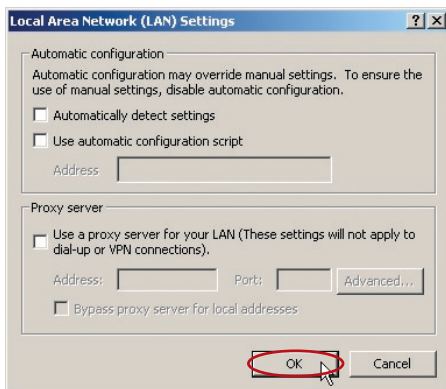 Local Area Network (LAN) Settings
Automatic configuration
Automatic configuration may override manual settings. To ensure the
use of manual settings, disable automatic configuration.
Automatically detect settings
Use automatic configuration script
Address
Proxy server
Use a proxy server for your LAN (These settings will not apply to
dial-up or VPN connections).
Address: Port: Advanced...
Bypass proxy server for local addresses
OK Cancel